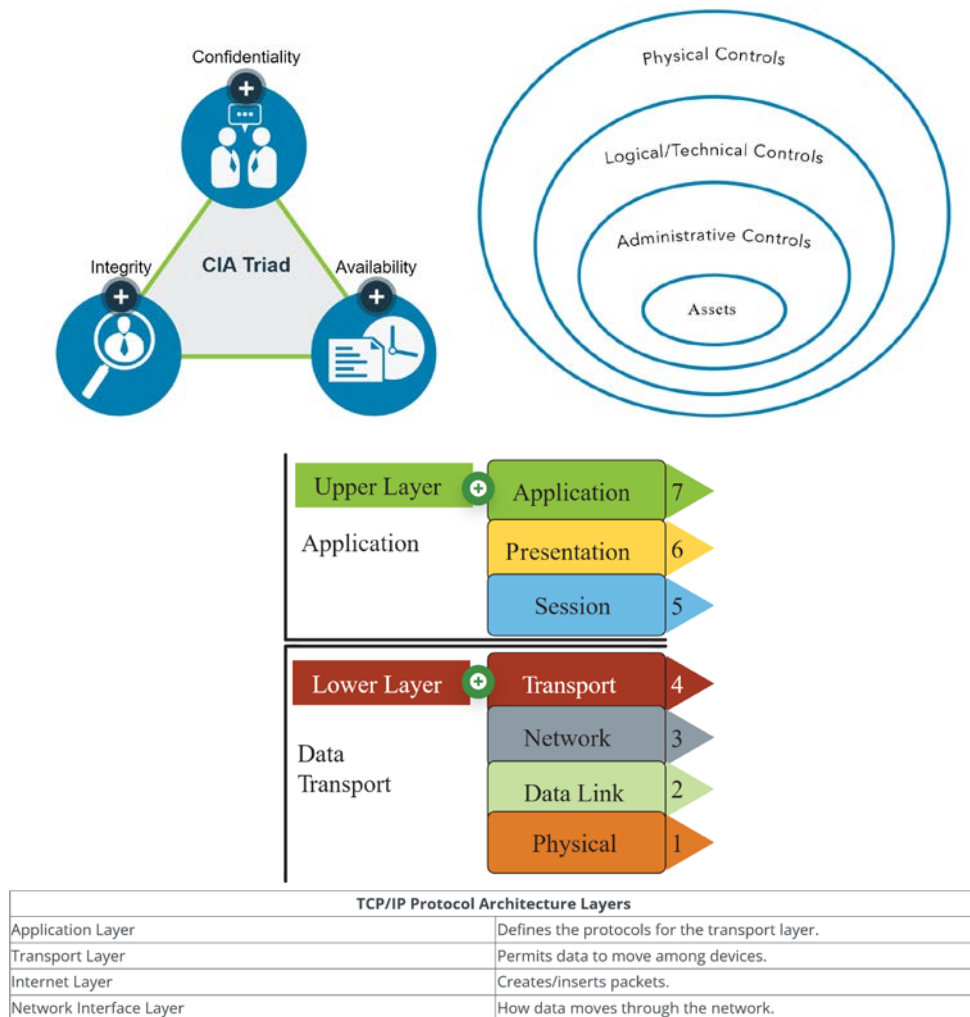 Confidentiality
Integrity
CIA Triad
Availability
Physical Controls
Logical/Technical Controls
Administrative Controls
Assets
Upper Layer
Application 7
Application
Presentation 6
Session 5
Lower Layer
Transport 4
Network 3
Data
Transport
Data Link 2
Physical 1
TCP/IP Protocol Architecture Layers
Application Layer Defines the protocols for the transport layer.
Transport Layer Permits data to move among devices.
Internet Layer Creates/inserts packets.
Network Interface Layer How data moves through the network.